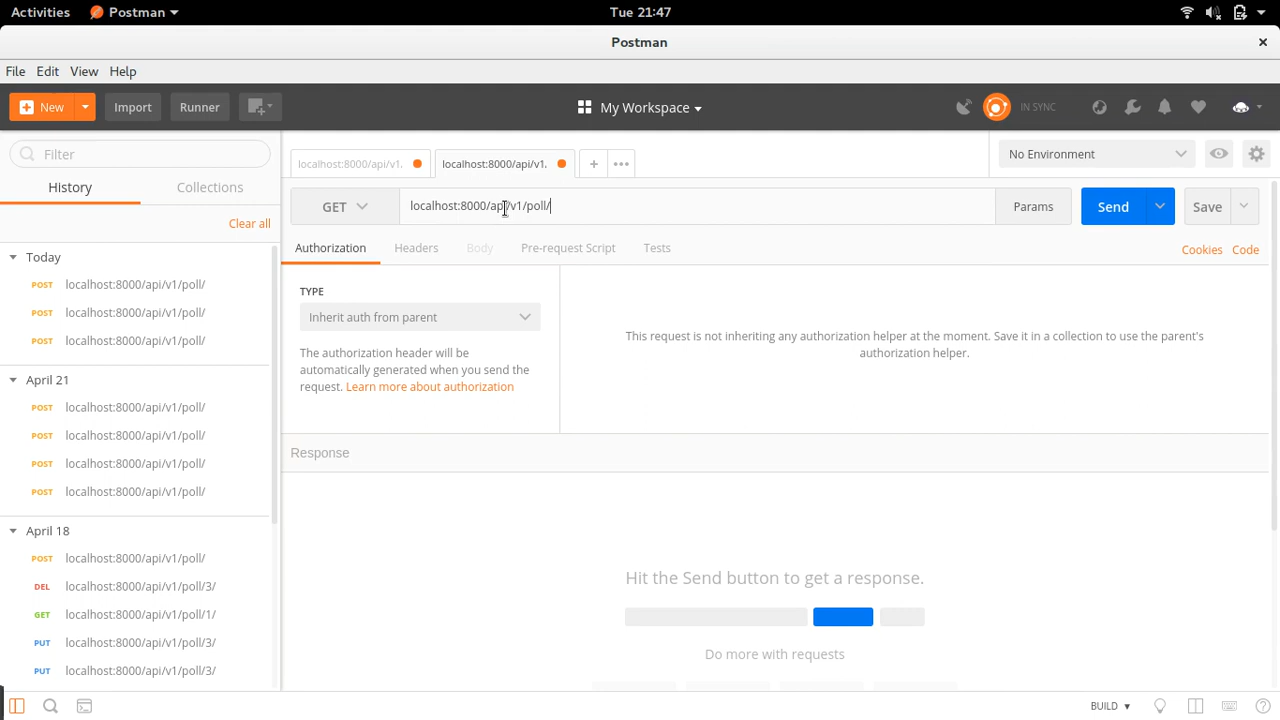 Activities Postman Tue 21:47
Postman
File Edit View Help
New Import Runner My Workspace IN SYNC
Filter
History Collections
Clear all
Today
POST localhost:8000/api/v1/poll/
POST localhost:8000/api/v1/poll/
POST localhost:8000/api/v1/poll/
April 21
POST localhost:8000/api/v1/poll/
POST localhost:8000/api/v1/poll/
POST localhost:8000/api/v1/poll/
POST localhost:8000/api/v1/poll/
April 18
POST localhost:8000/api/v1/poll/
DEL localhost:8000/api/v1/poll/3/
GET localhost:8000/api/v1/poll/1/
PUT localhost:8000/api/v1/poll/3/
PUT localhost:8000/api/v1/poll/3/
localhost:8000/api/v1. localhost:8000/api/v1. No Environment
GET localhost:8000/api/v1/poll/ Params Send Save
Authorization Headers Body Pre-request Script Tests Cookies Code
TYPE
Inherit auth from parent
The authorization header will be
automatically generated when you send the
request. Learn more about authorization
This request is not inheriting any authorization helper at the moment. Save it in a collection to use the parent's
authorization helper.
Response
Hit the Send button to get a response.
Do more with requests
BUILD